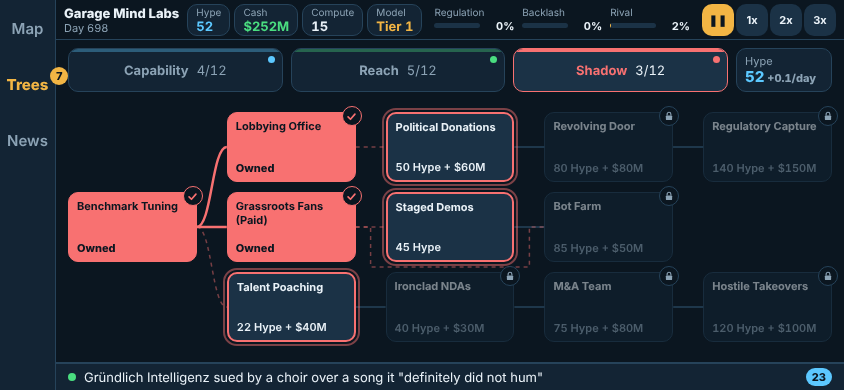 Map
Trees
7
News
Garage Mind Labs
Day 698
Hype
52
Cash
$252M
Compute
15
Model
Tier 1
Regulation
0%
Backlash
0%
Rival
2%
1x
2x
3x
Capability 4/12
Reach 5/12
Shadow 3/12
Hype
52 +0.1/day
Lobbying Office
Owned
Political Donations
50 Hype + $60M
Revolving Door
80 Hype + $80M
Regulatory Capture
140 Hype + $150M
Benchmark Tuning
Owned
Grassroots Fans
(Paid)
Owned
Staged Demos
45 Hype
Bot Farm
85 Hype + $50M
Talent Poaching
22 Hype + $40M
Ironclad NDAs
40 Hype + $30M
M&A Team
75 Hype + $80M
Hostile Takeovers
120 Hype + $100M
Gründlich Intelligenz sued by a choir over a song it "definitely did not hum"
23